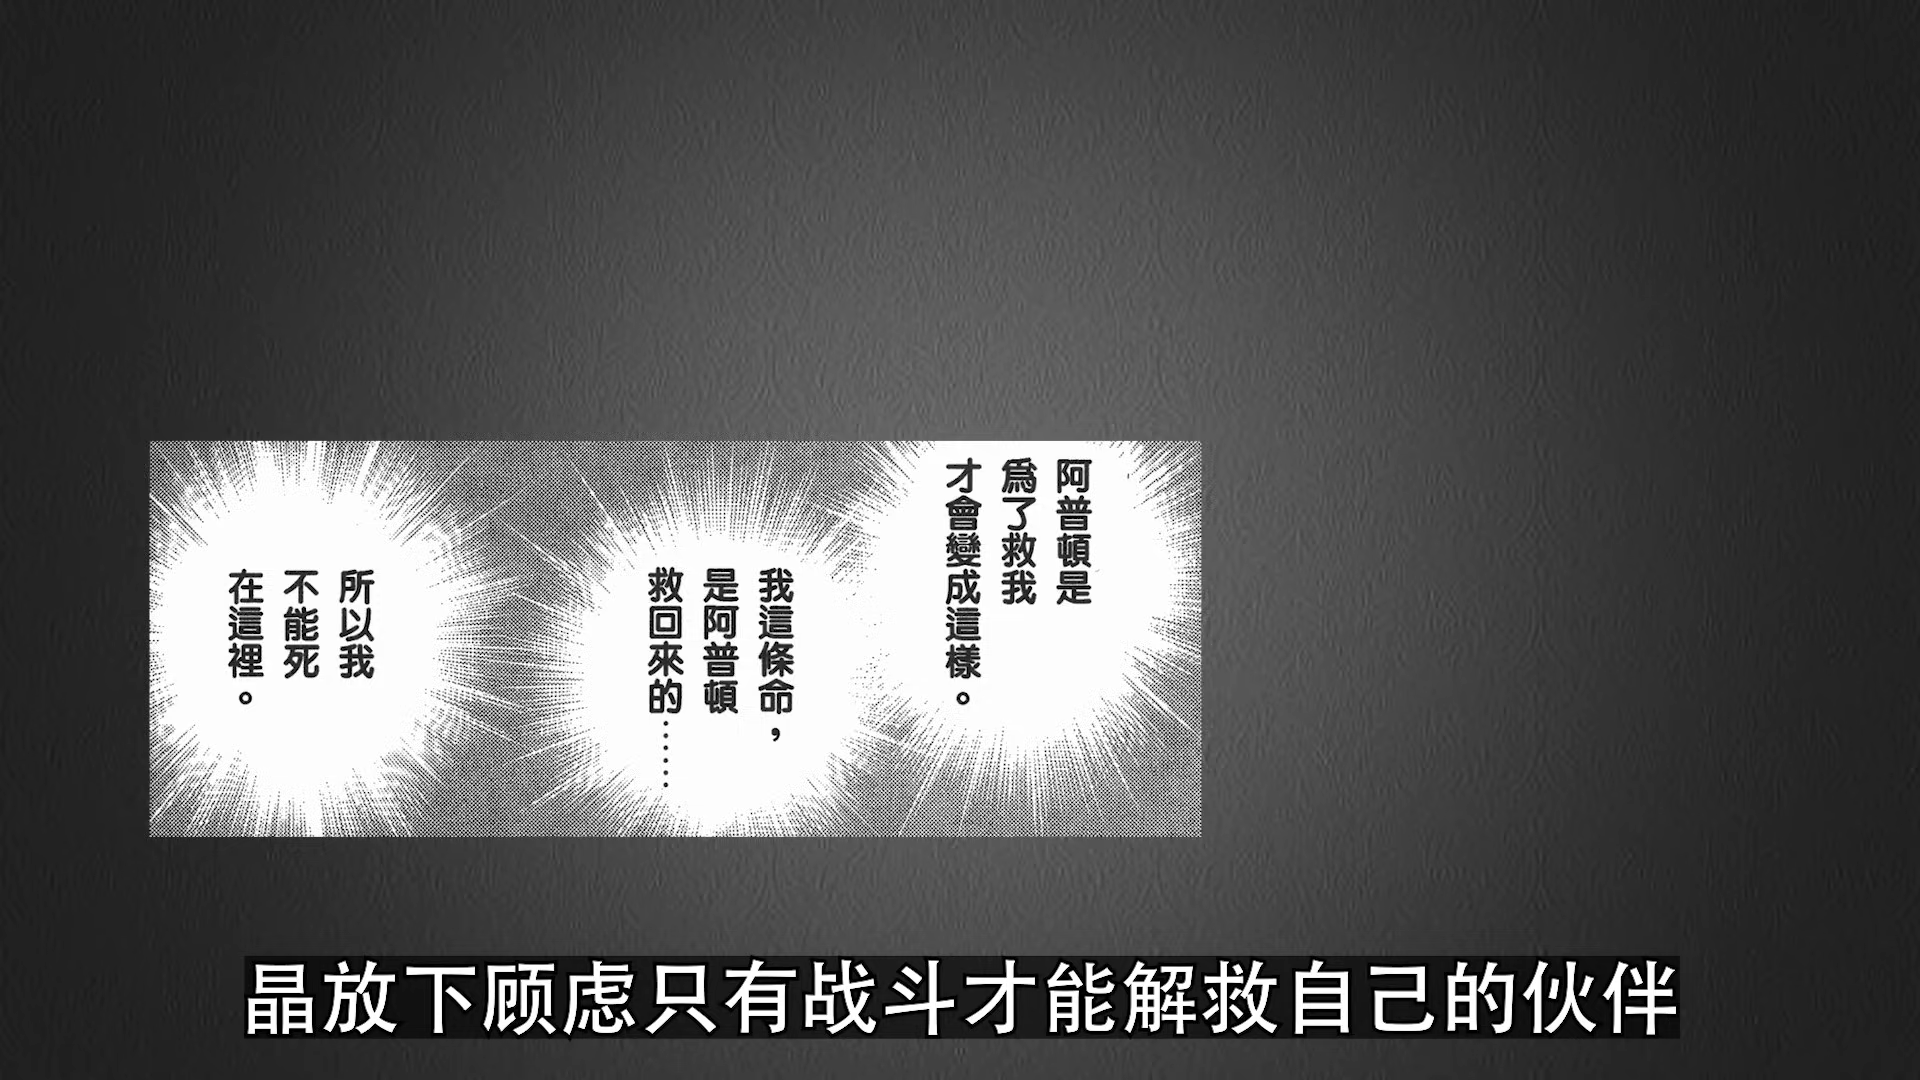 阿普頓是
爲了救我
才會變成這樣。
我這條命，
是阿普頓
救回來的……
所以我
不能死
在這裡。
晶放下顾虑只有战斗才能解救自己的伙伴